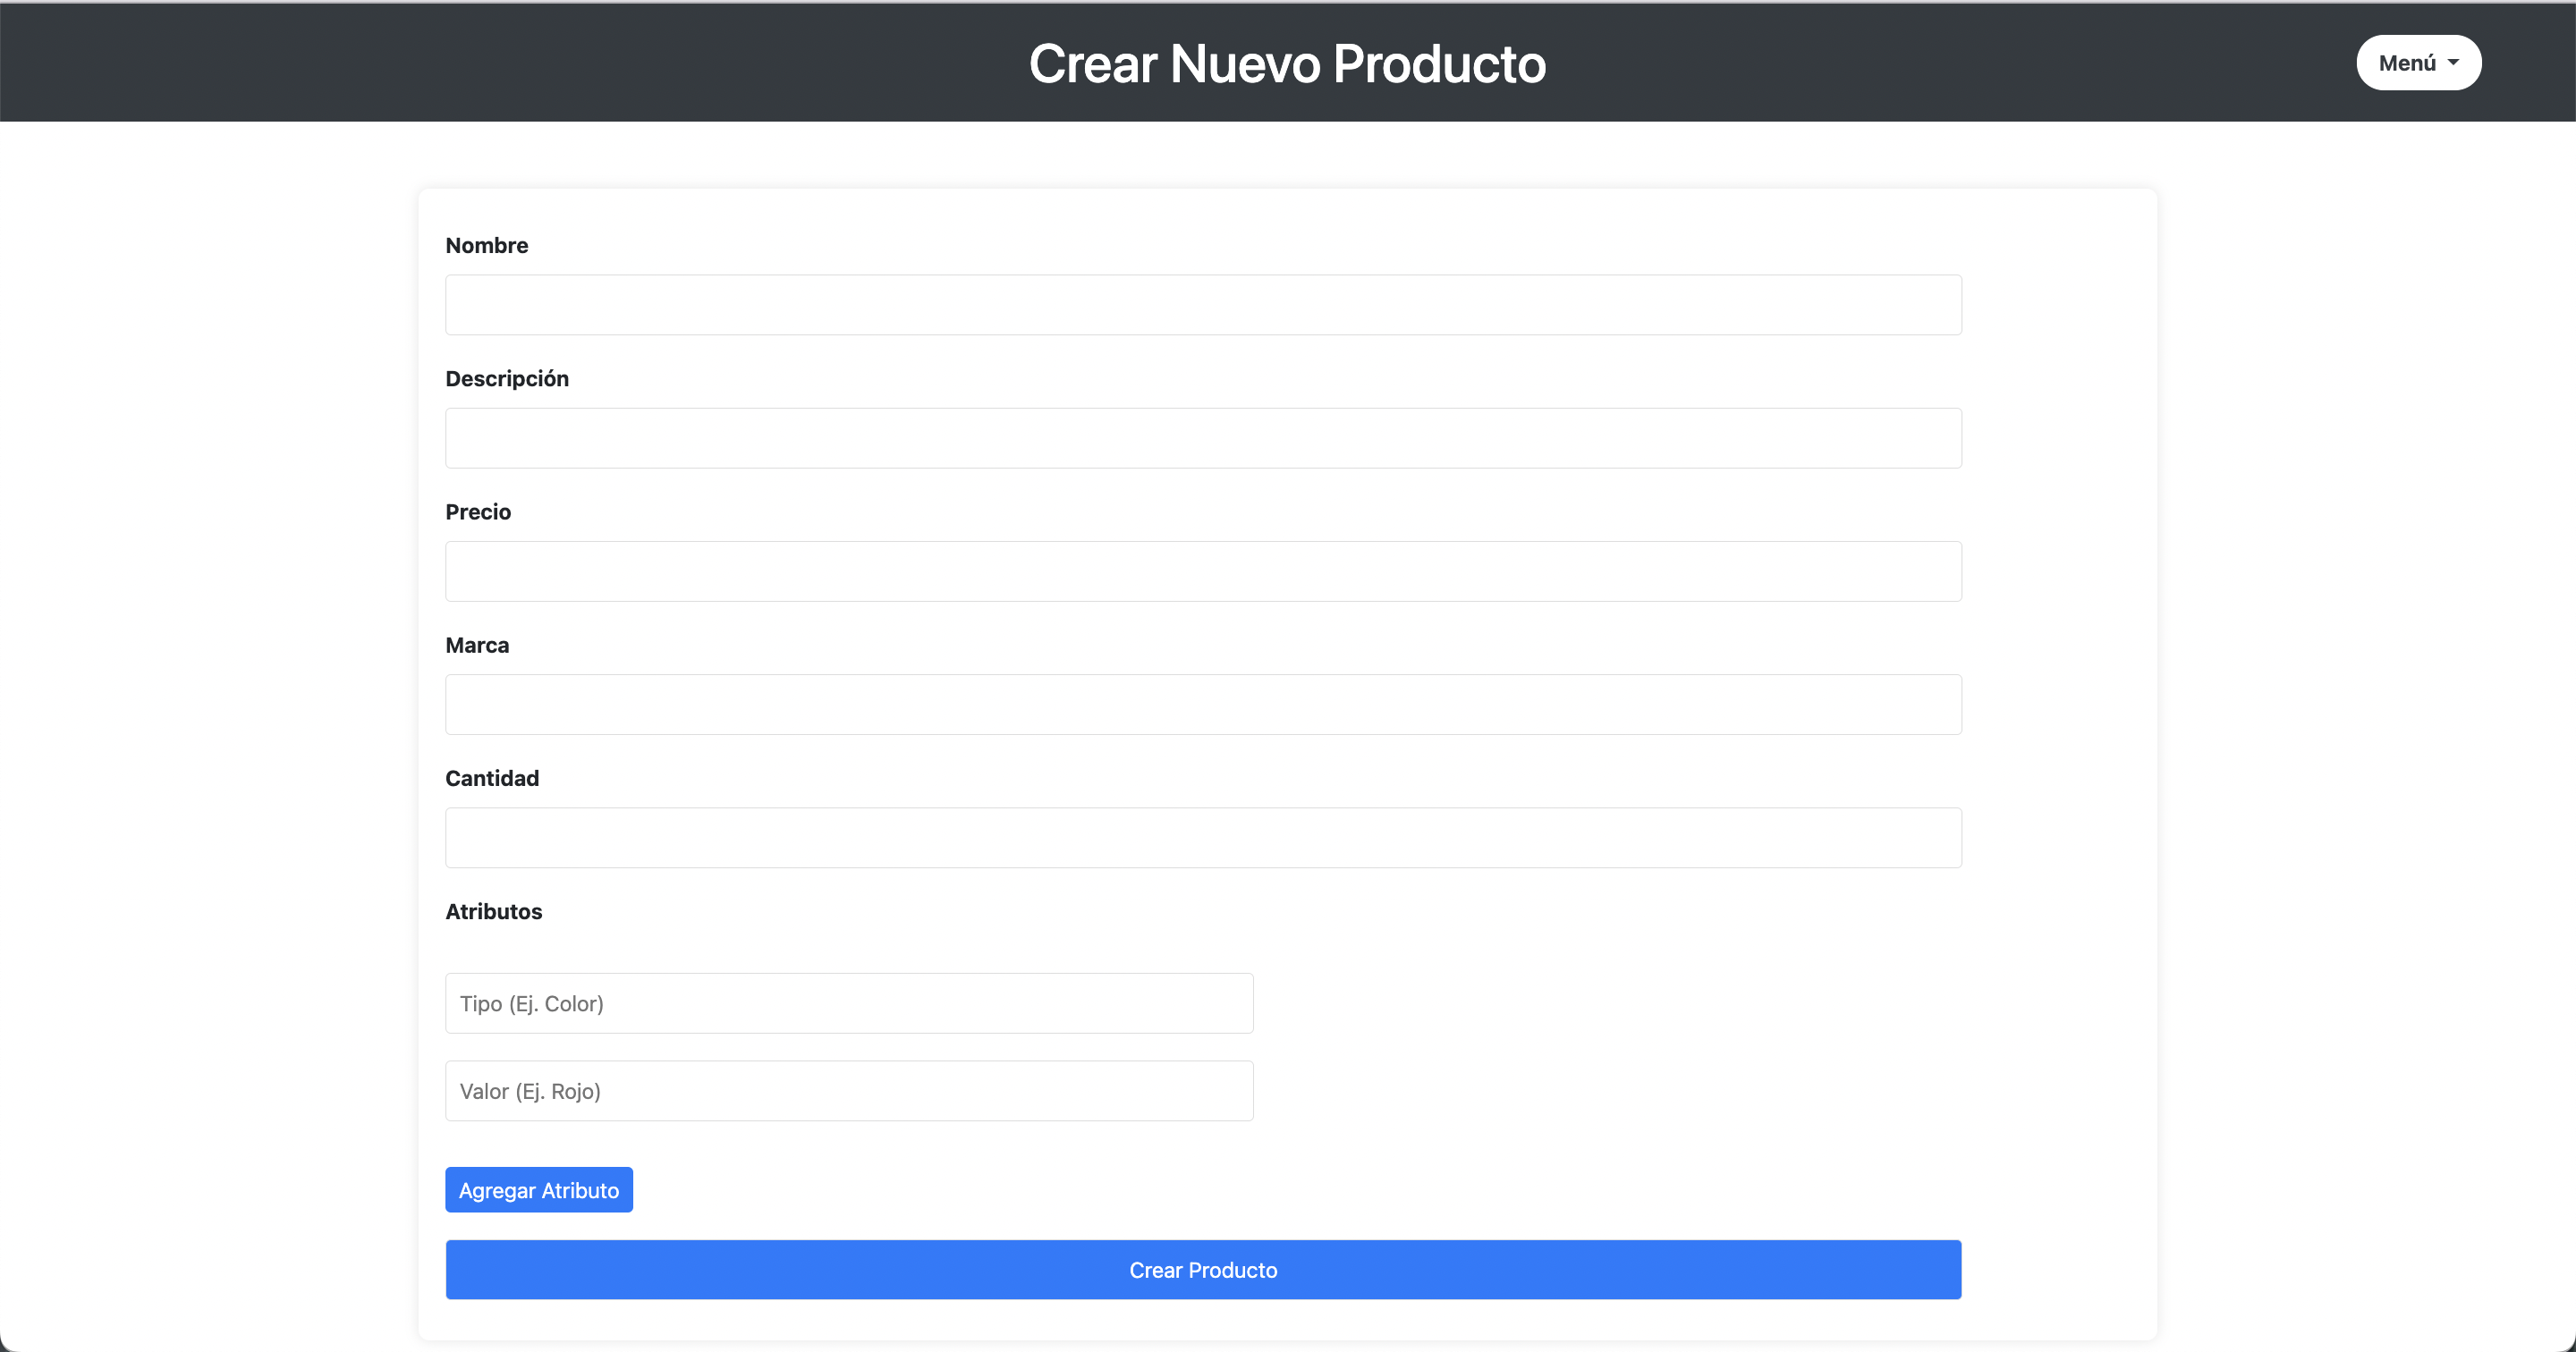 Crear Nuevo Producto
Menú
Nombre
Descripción
Precio
Marca
Cantidad
Atributos
Tipo (Ej. Color)
Valor (Ej. Rojo)
Agregar Atributo
Crear Producto